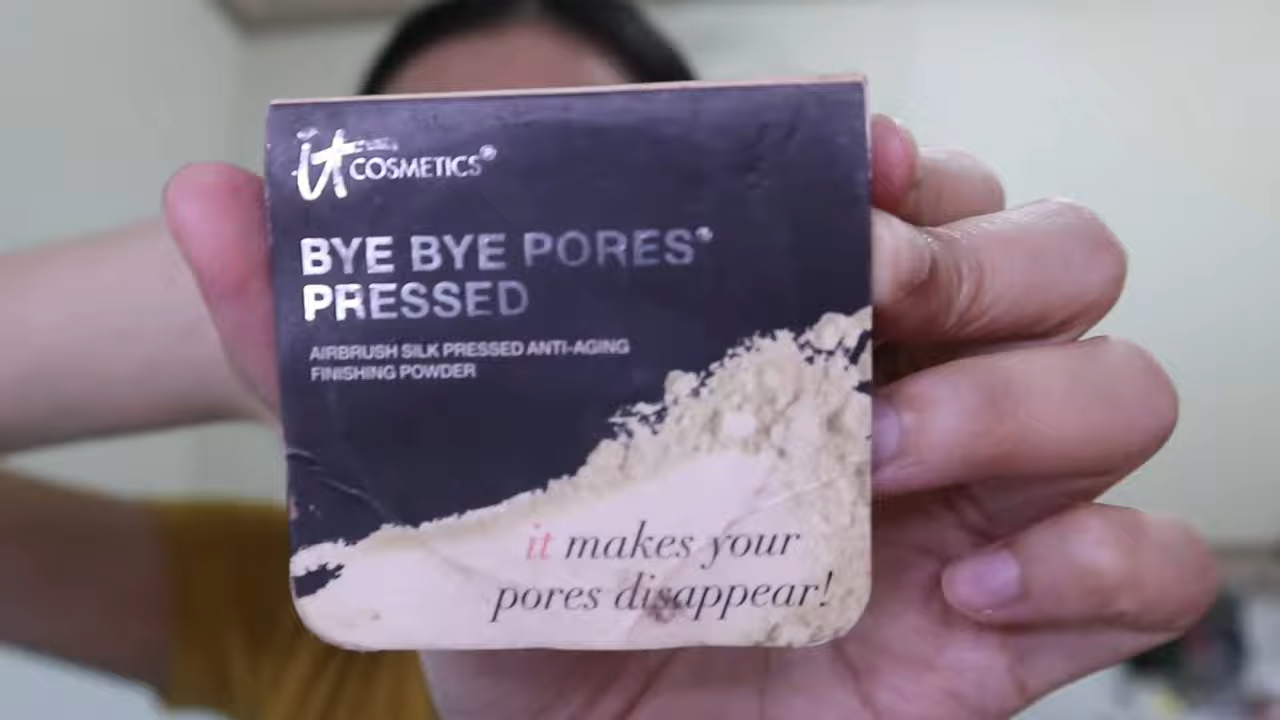 it COSMETICS®
BYE BYE PORES®
PRESSED
AIRBRUSH SILK PRESSED ANTI-AGING
FINISHING POWDER
it makes your
pores disappear!